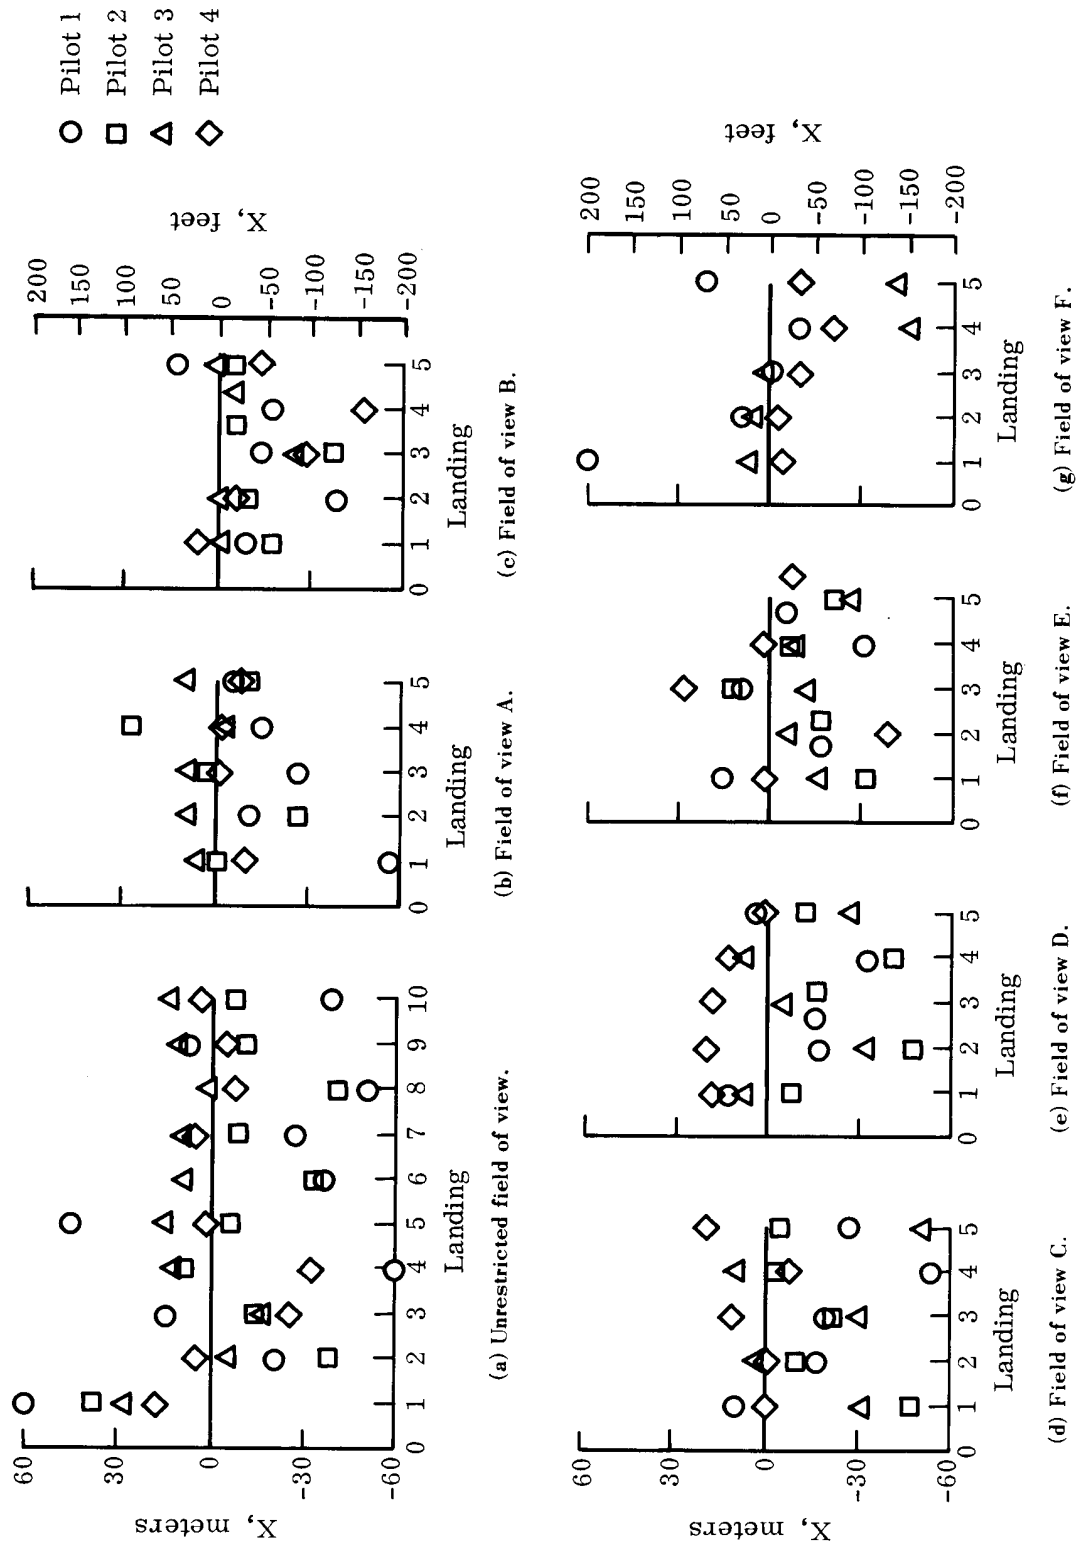 ○ Pilot 1
□ Pilot 2
△ Pilot 3
◇ Pilot 4
60
30
0
-30
-60
X, meters
0 1 2 3 4 5 6 7 8 9 10
Landing
(a) Unrestricted field of view.
0 1 2 3 4 5
Landing
(b) Field of view A.
200
150
100
50
0
-50
-100
-150
-200
X, feet
0 1 2 3 4 5
Landing
(c) Field of view B.
60
30
0
-30
-60
X, meters
0 1 2 3 4 5
Landing
(d) Field of view C.
0 1 2 3 4 5
Landing
(e) Field of view D.
0 1 2 3 4 5
Landing
(f) Field of view E.
200
150
100
50
0
-50
-100
-150
-200
X, feet
0 1 2 3 4 5
Landing
(g) Field of view F.